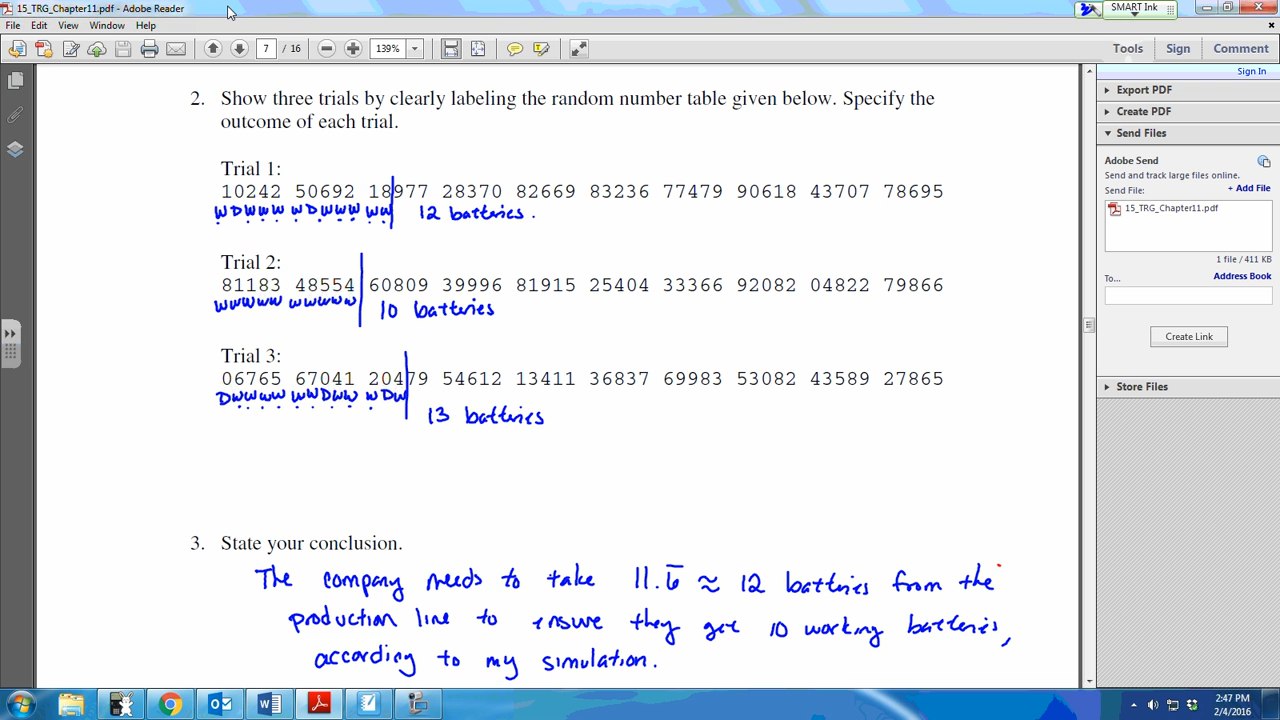 15_TRG_Chapter11.pdf - Adobe Reader
SMART Ink
File Edit View Window Help
7 / 16 139% Tools Sign Comment
Sign In
Export PDF
Create PDF
Send Files
Adobe Send
Send and track large files online.
Send File:
+ Add File
15_TRG_Chapter11.pdf
1 file / 411 KB
To...
Address Book
Create Link
Store Files
2. Show three trials by clearly labeling the random number table given below. Specify the
outcome of each trial.
Trial 1:
10242 50692 18977 28370 82669 83236 77479 90618 43707 78695
WDWWW WDWWW WW 12 batteries.
Trial 2:
81183 48554 60809 39996 81915 25404 33366 92082 04822 79866
WWWWW WWWWW 10 batteries
Trial 3:
06765 67041 20479 54612 13411 36837 69983 53082 43589 27865
DWWWW WWDWW WDW 13 batteries
3. State your conclusion.
The company needs to take 11.6̅ ≈ 12 batteries from the
production line to ensure they get 10 working batteries,
according to my simulation.
2:47 PM
2/4/2016